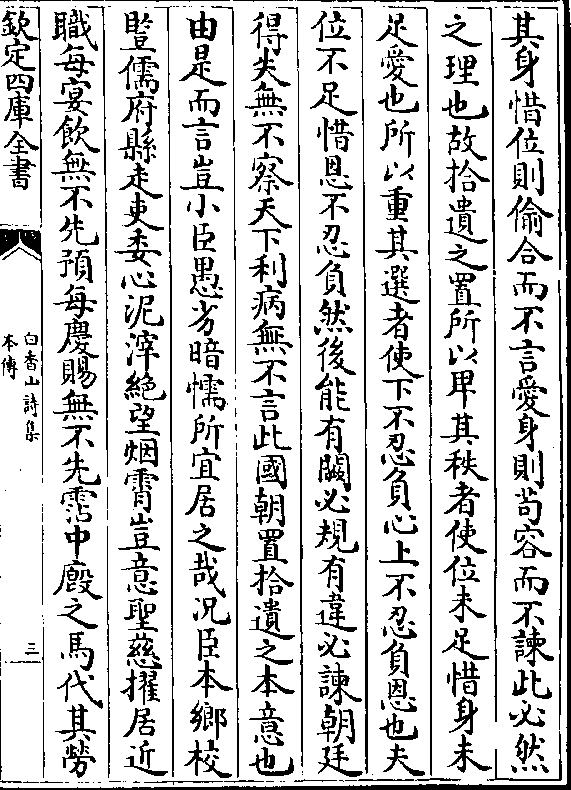 其身惜位則偷合而不言愛身則苟容而不諫此必然
之理也故拾遺之置所以卑其秩者使位未足惜身未
足愛也所以重其選者使下不忍負心上不忍負恩也夫
位不足惜恩不忍負然後能有闕必規有違必諫朝廷
得失無不察天下利病無不言此國朝置拾遺之本意也
由是而言豈小臣愚劣暗懦所宜居之哉况臣本鄉校
豎儒府縣走吏委心泥滓絶望烟霄豈意聖慈擢居近
職每宴飲無不先預每慶賜無不先霑中廐之馬代其勞
欽定四庫全書
白香山詩集
本傳
三